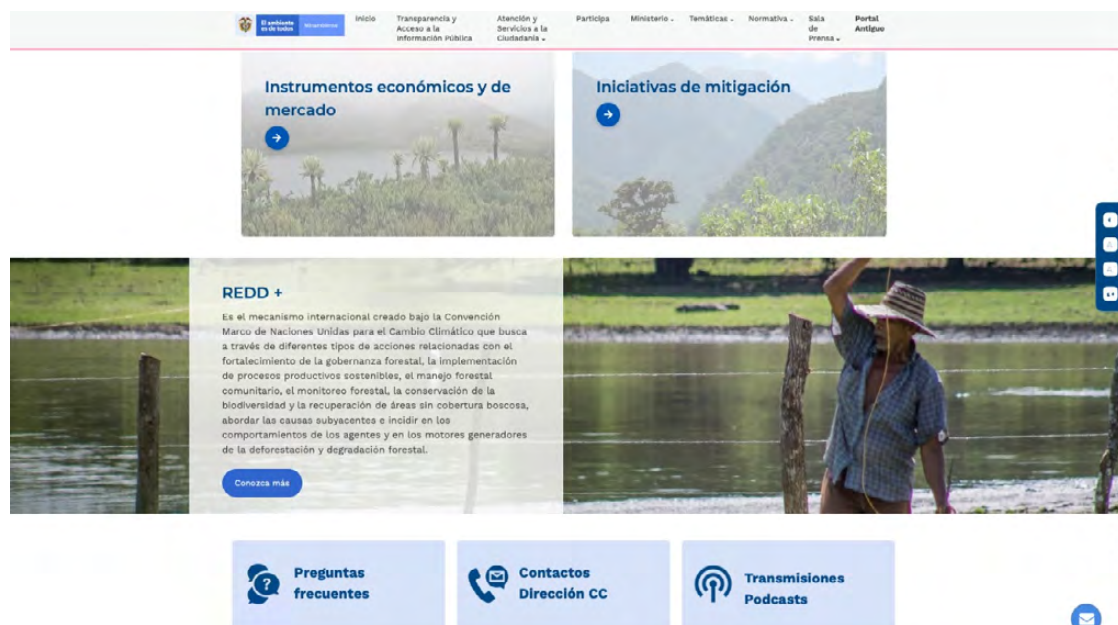 El ambiente
es de todos
Minambiente
Inicio
Transparencia y
Acceso a la
Información Pública
Atención y
Servicios a la
Ciudadanía
Participa
Ministerio
Temáticas
Normativa
Sala
de
Prensa
Portal
Antiguo
Instrumentos económicos y de
mercado
Iniciativas de mitigación
REDD +
Es el mecanismo internacional creado bajo la Convención
Marco de Naciones Unidas para el Cambio Climático que busca
a través de diferentes tipos de acciones relacionadas con el
fortalecimiento de la gobernanza forestal, la implementación
de procesos productivos sostenibles, el manejo forestal
comunitario, el monitoreo forestal, la conservación de la
biodiversidad y la recuperación de áreas sin cobertura boscosa,
abordar las causas subyacentes e incidir en los
comportamientos de los agentes y en los motores generadores
de la deforestación y degradación forestal.
Conozca más
Preguntas
frecuentes
Contactos
Dirección CC
Transmisiones
Podcasts